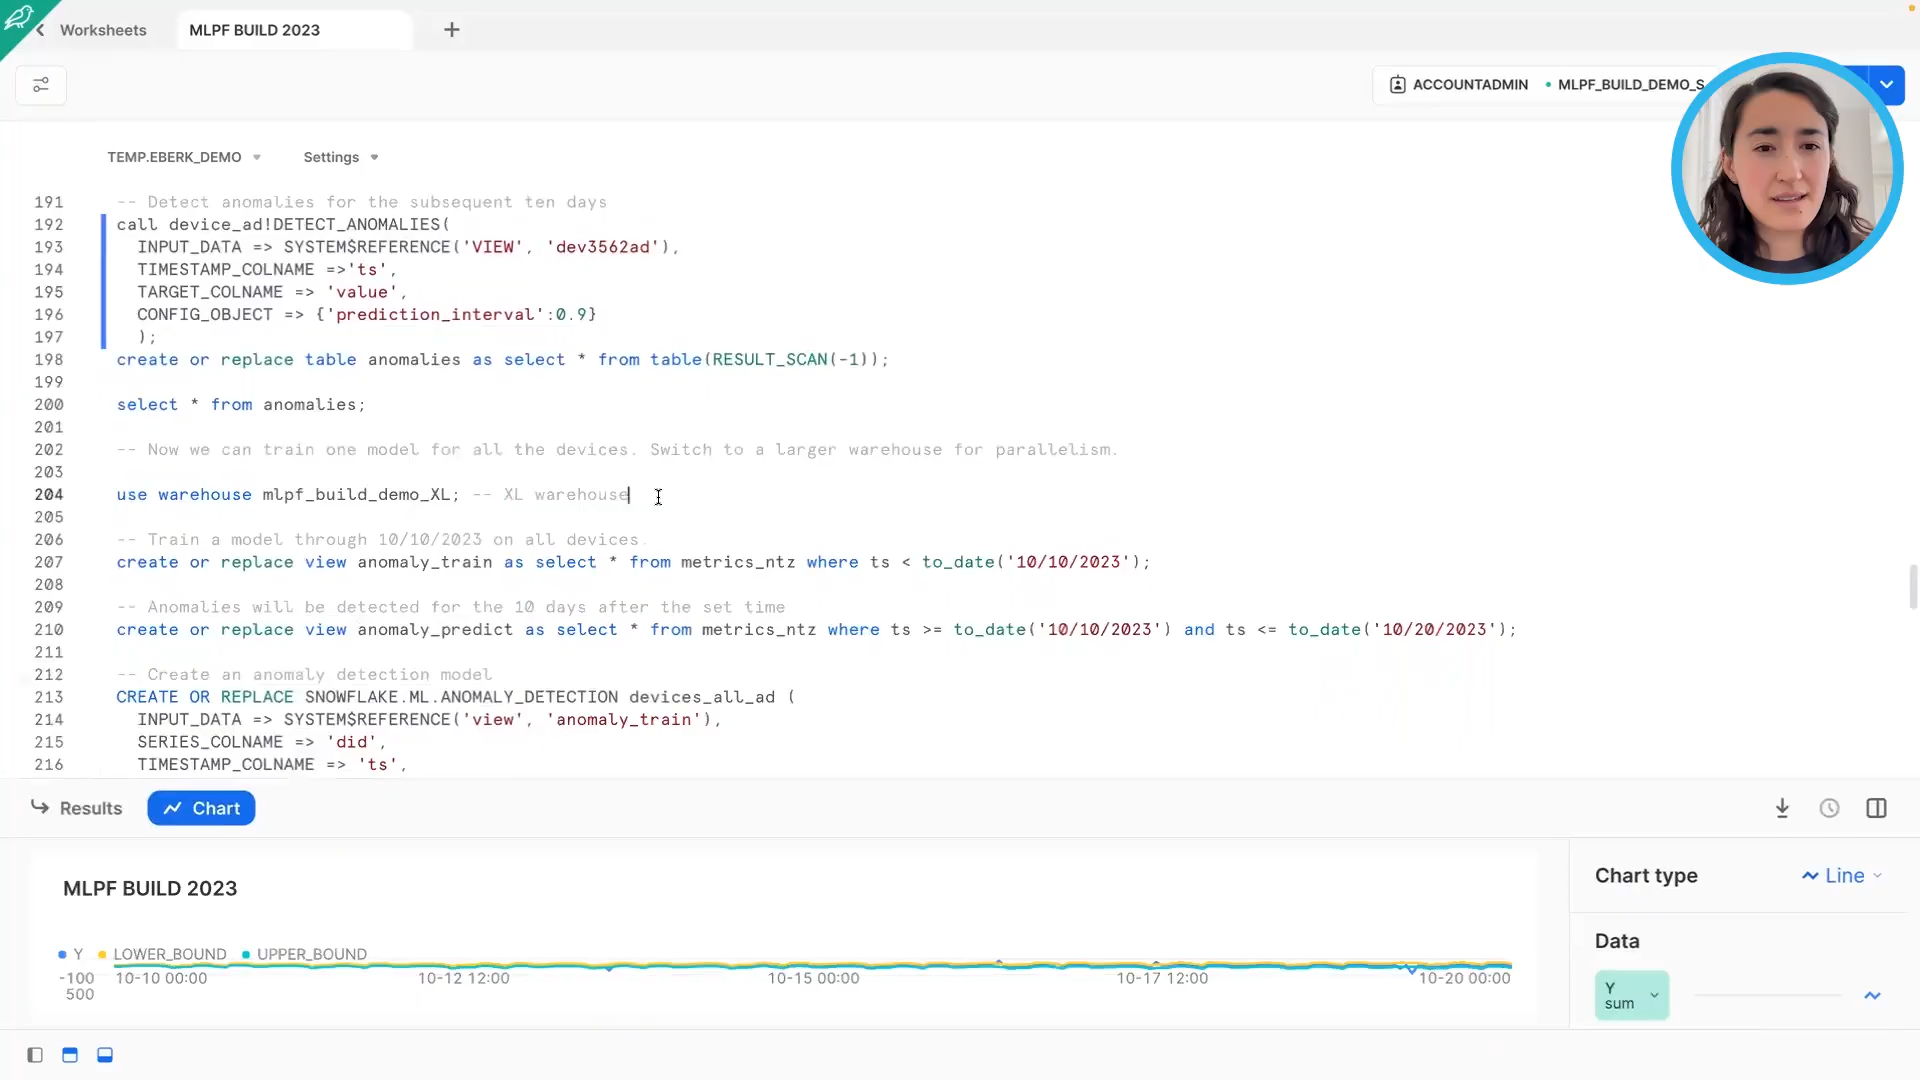 Worksheets
MLPF BUILD 2023
ACCOUNTADMIN
MLPF_BUILD_DEMO_S
TEMP.EBERK_DEMO
Settings
191 -- Detect anomalies for the subsequent ten days
192 call device_ad!DETECT_ANOMALIES(
193 INPUT_DATA => SYSTEM$REFERENCE('VIEW', 'dev3562ad'),
194 TIMESTAMP_COLNAME =>'ts',
195 TARGET_COLNAME => 'value',
196 CONFIG_OBJECT => {'prediction_interval':0.9}
197 );
198 create or replace table anomalies as select * from table(RESULT_SCAN(-1));
199
200 select * from anomalies;
201
202 -- Now we can train one model for all the devices. Switch to a larger warehouse for parallelism.
203
204 use warehouse mlpf_build_demo_XL; -- XL warehouse
205
206 -- Train a model through 10/10/2023 on all devices.
207 create or replace view anomaly_train as select * from metrics_ntz where ts < to_date('10/10/2023');
208
209 -- Anomalies will be detected for the 10 days after the set time
210 create or replace view anomaly_predict as select * from metrics_ntz where ts >= to_date('10/10/2023') and ts <= to_date('10/20/2023');
211
212 -- Create an anomaly detection model
213 CREATE OR REPLACE SNOWFLAKE.ML.ANOMALY_DETECTION devices_all_ad (
214 INPUT_DATA => SYSTEM$REFERENCE('view', 'anomaly_train'),
215 SERIES_COLNAME => 'did',
216 TIMESTAMP_COLNAME => 'ts',
Results
Chart
MLPF BUILD 2023
Chart type
Line
Data
Y LOWER_BOUND UPPER_BOUND
-100
500
10-10 00:00 10-12 12:00 10-15 00:00 10-17 12:00 10-20 00:00
Y
sum